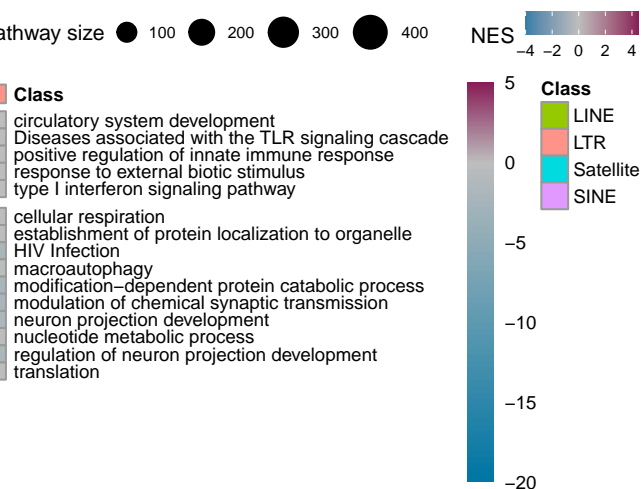 athway size 100 200 300 400 NES
−4 −2 0 2 4
Class
circulatory system development
Diseases associated with the TLR signaling cascade
positive regulation of innate immune response
response to external biotic stimulus
type I interferon signaling pathway
cellular respiration
establishment of protein localization to organelle
HIV Infection
macroautophagy
modification−dependent protein catabolic process
modulation of chemical synaptic transmission
neuron projection development
nucleotide metabolic process
regulation of neuron projection development
translation
5
0
−5
−10
−15
−20
Class
LINE
LTR
Satellite
SINE